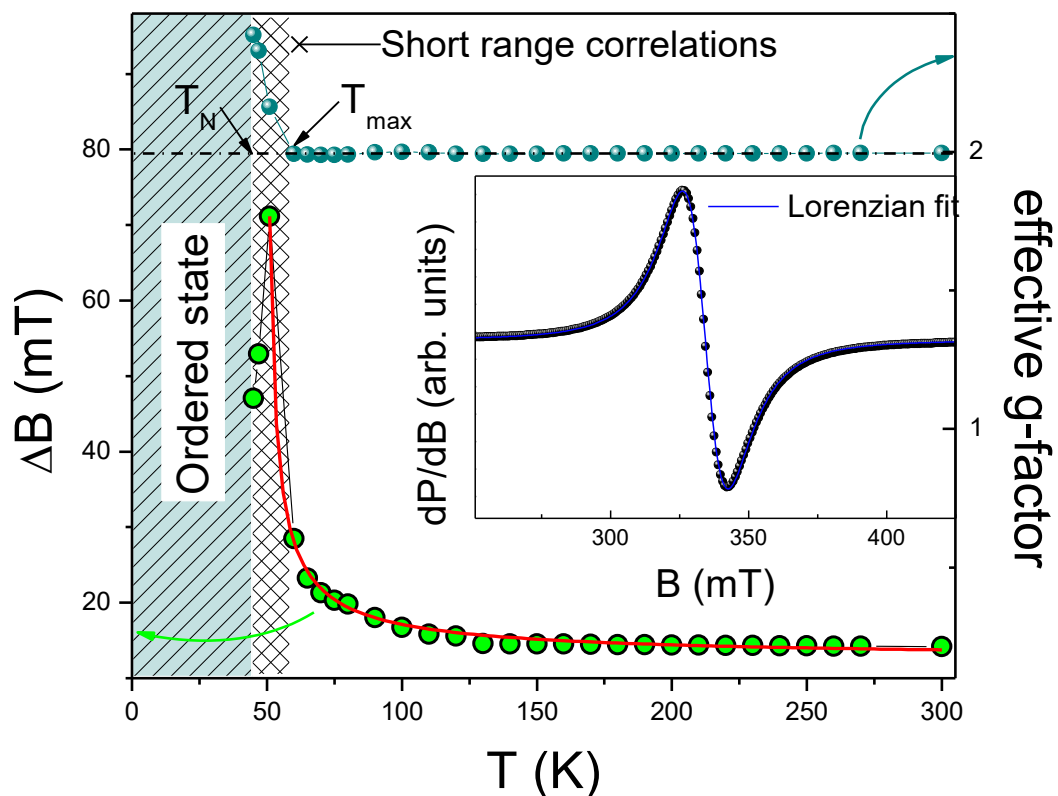 Short range correlations
T_N
T_max
80
60
40
20
ΔB (mT)
Ordered state
2
1
effective g-factor
Lorenzian fit
dP/dB (arb. units)
300
350
400
B (mT)
0
50
100
150
200
250
300
T (K)